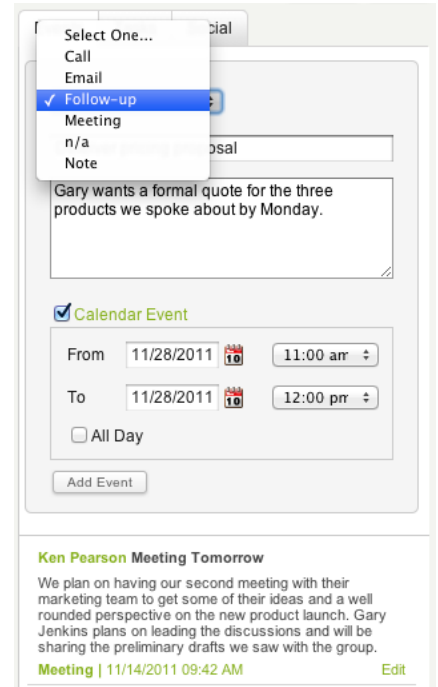 Select One...
cial
Call
Email
✓ Follow-up
Meeting
n/a
Note
osal
Gary wants a formal quote for the three
products we spoke about by Monday.
Calendar Event
From 11/28/2011 10 11:00 am
To 11/28/2011 10 12:00 pm
All Day
Add Event
Ken Pearson Meeting Tomorrow
We plan on having our second meeting with their
marketing team to get some of their ideas and a well
rounded perspective on the new product launch. Gary
Jenkins plans on leading the discussions and will be
sharing the preliminary drafts we saw with the group.
Meeting | 11/14/2011 09:42 AM Edit